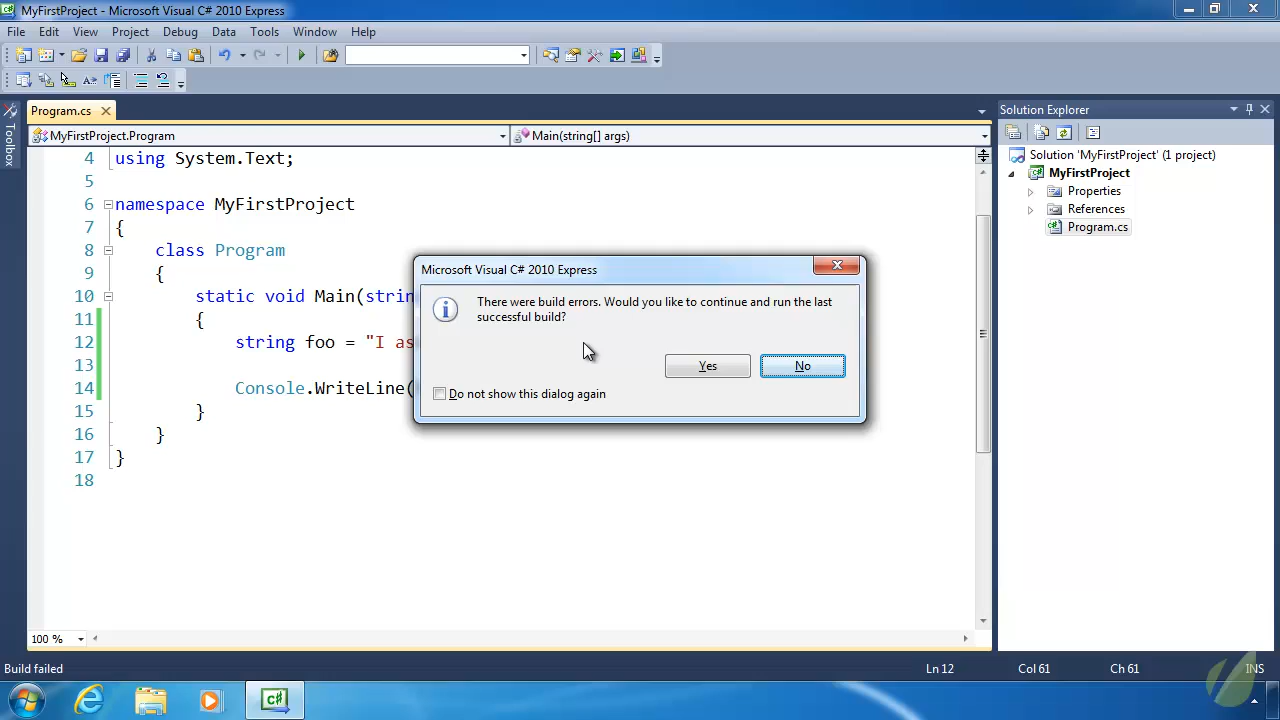 MyFirstProject - Microsoft Visual C# 2010 Express
File Edit View Project Debug Data Tools Window Help
Toolbox
Program.cs
MyFirstProject.Program
Main(string[] args)
4 using System.Text;
5
6 namespace MyFirstProject
7 {
8 class Program
9 {
10 static void Main(strin
11 {
12 string foo = "I as
13
14 Console.WriteLine(
15 }
16 }
17 }
18
Microsoft Visual C# 2010 Express
There were build errors. Would you like to continue and run the last
successful build?
Yes No
Do not show this dialog again
Solution Explorer
Solution 'MyFirstProject' (1 project)
MyFirstProject
Properties
References
Program.cs
100 %
Build failed Ln 12 Col 61 Ch 61 INS
C#